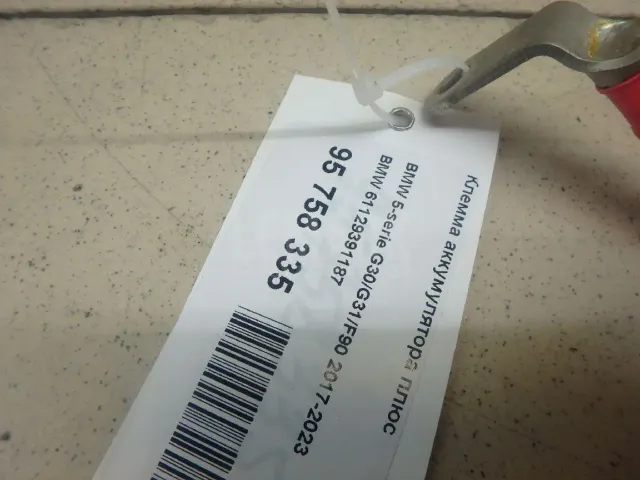 Клемма аккумулятора плюс
BMW 5-serie G30/G31/F90 2017-2023
BMW 61129391187
95 758 335